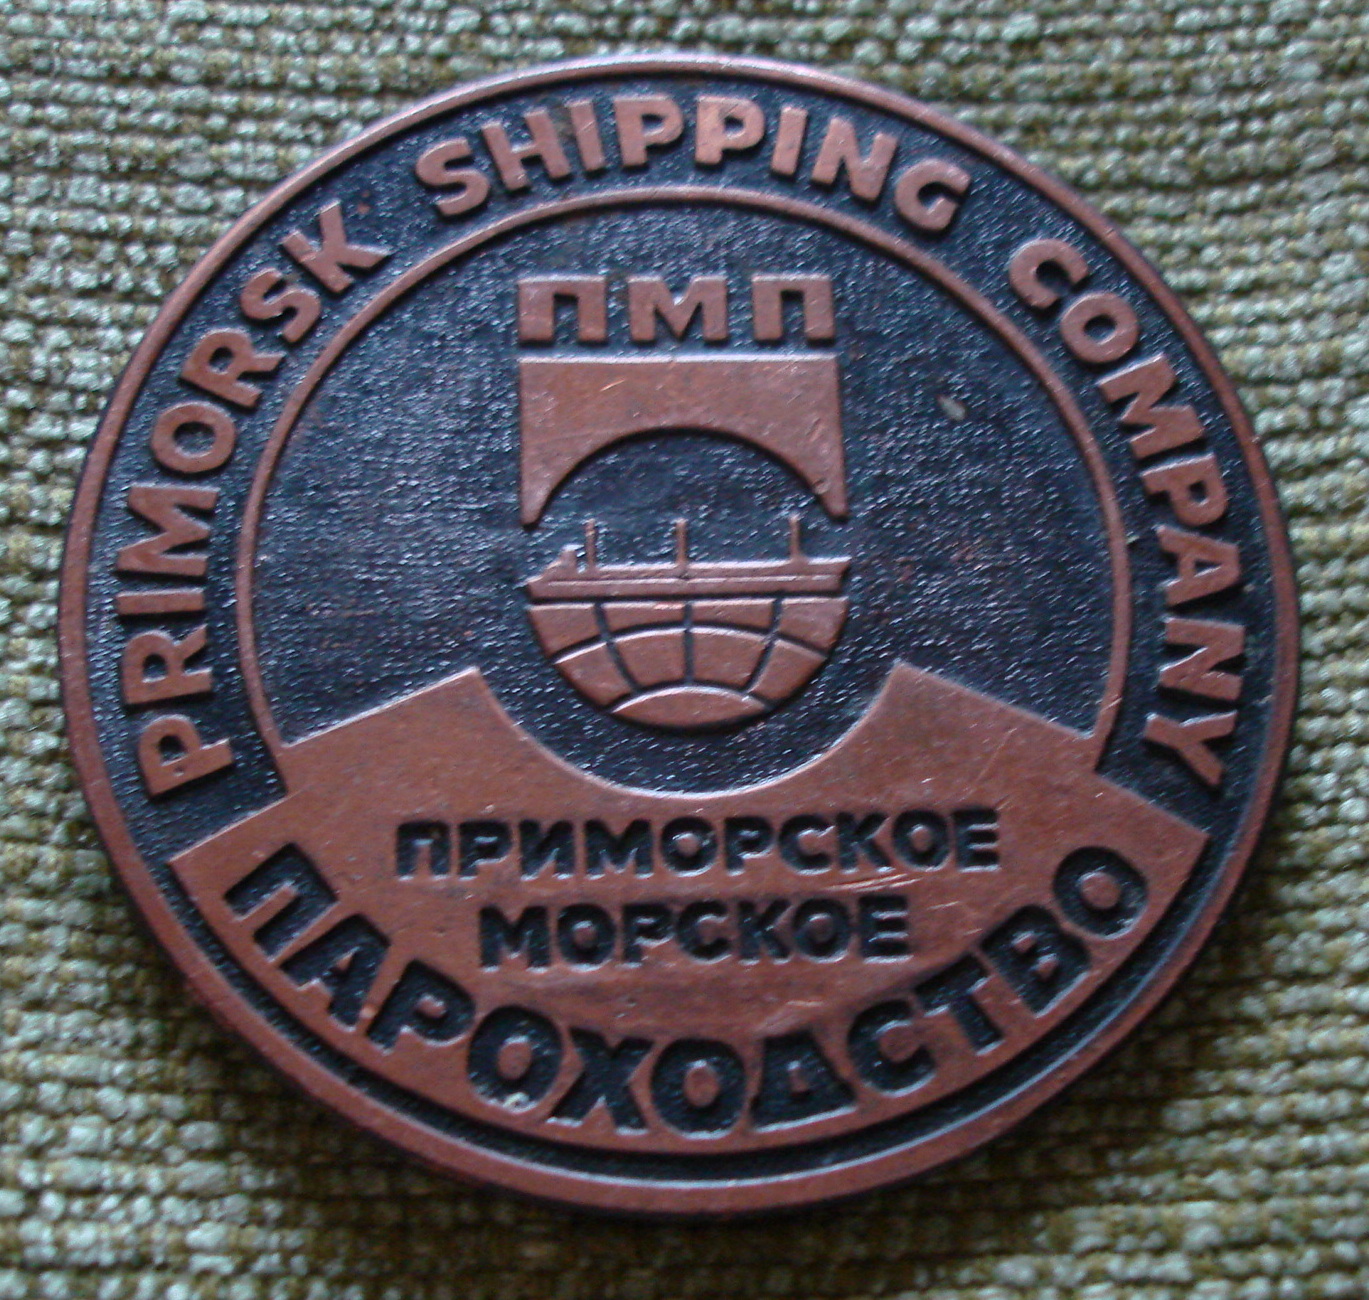 PRIMORSK SHIPPING COMPANY
ПМП
ПРИМОРСКОЕ
МОРСКОЕ
ПАРОХОДСТВО